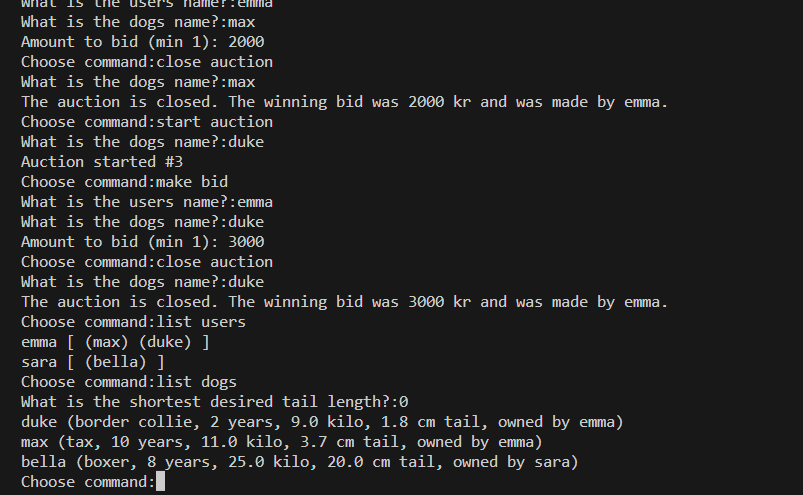 What is the users name?:emma
What is the dogs name?:max
Amount to bid (min 1): 2000
Choose command:close auction
What is the dogs name?:max
The auction is closed. The winning bid was 2000 kr and was made by emma.
Choose command:start auction
What is the dogs name?:duke
Auction started #3
Choose command:make bid
What is the users name?:emma
What is the dogs name?:duke
Amount to bid (min 1): 3000
Choose command:close auction
What is the dogs name?:duke
The auction is closed. The winning bid was 3000 kr and was made by emma.
Choose command:list users
emma [ (max) (duke) ]
sara [ (bella) ]
Choose command:list dogs
What is the shortest desired tail length?:0
duke (border collie, 2 years, 9.0 kilo, 1.8 cm tail, owned by emma)
max (tax, 10 years, 11.0 kilo, 3.7 cm tail, owned by emma)
bella (boxer, 8 years, 25.0 kilo, 20.0 cm tail, owned by sara)
Choose command: